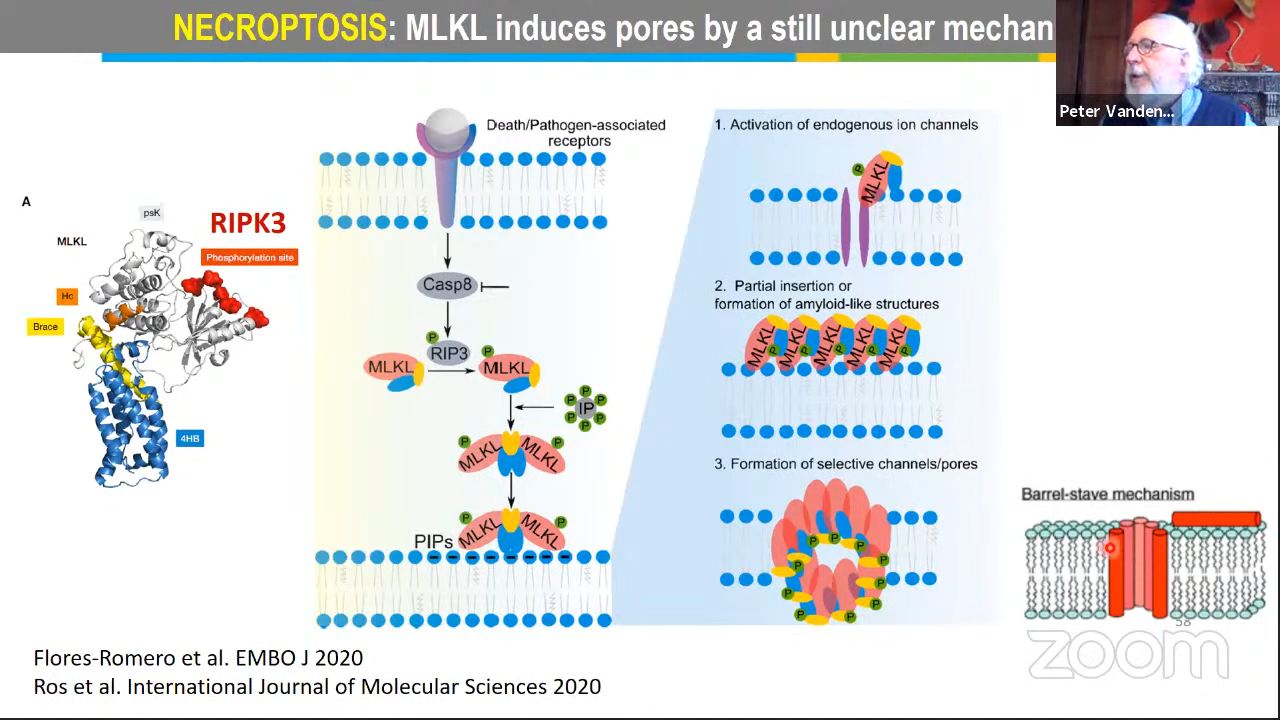 NECROPTOSIS: MLKL induces pores by a still unclear mechan
Peter Vanden...
A
psK
RIPK3
MLKL
Phosphorylation site
Hc
Brace
4HB
Death/Pathogen-associated
receptors
Casp8
P
RIP3
P
MLKL
MLKL
P
P
P
IP
P
P
P
P
MLKL
MLKL
P
P
MLKL
MLKL
P
PIPs
1. Activation of endogenous ion channels
P
MLKL
2. Partial insertion or
formation of amyloid-like structures
MLKL
MLKL
MLKL
MLKL
MLKL
P
P
P
P
P
3. Formation of selective channels/pores
P
P
P
P
P
P
P
P
P
P
Barrel-stave mechanism
58
zoom
Flores-Romero et al. EMBO J 2020
Ros et al. International Journal of Molecular Sciences 2020